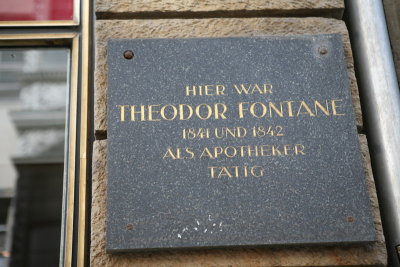 HIER WAR
THEODOR FONTANE
1841 UND 1842
ALS APOTHEKER
TÄTIG